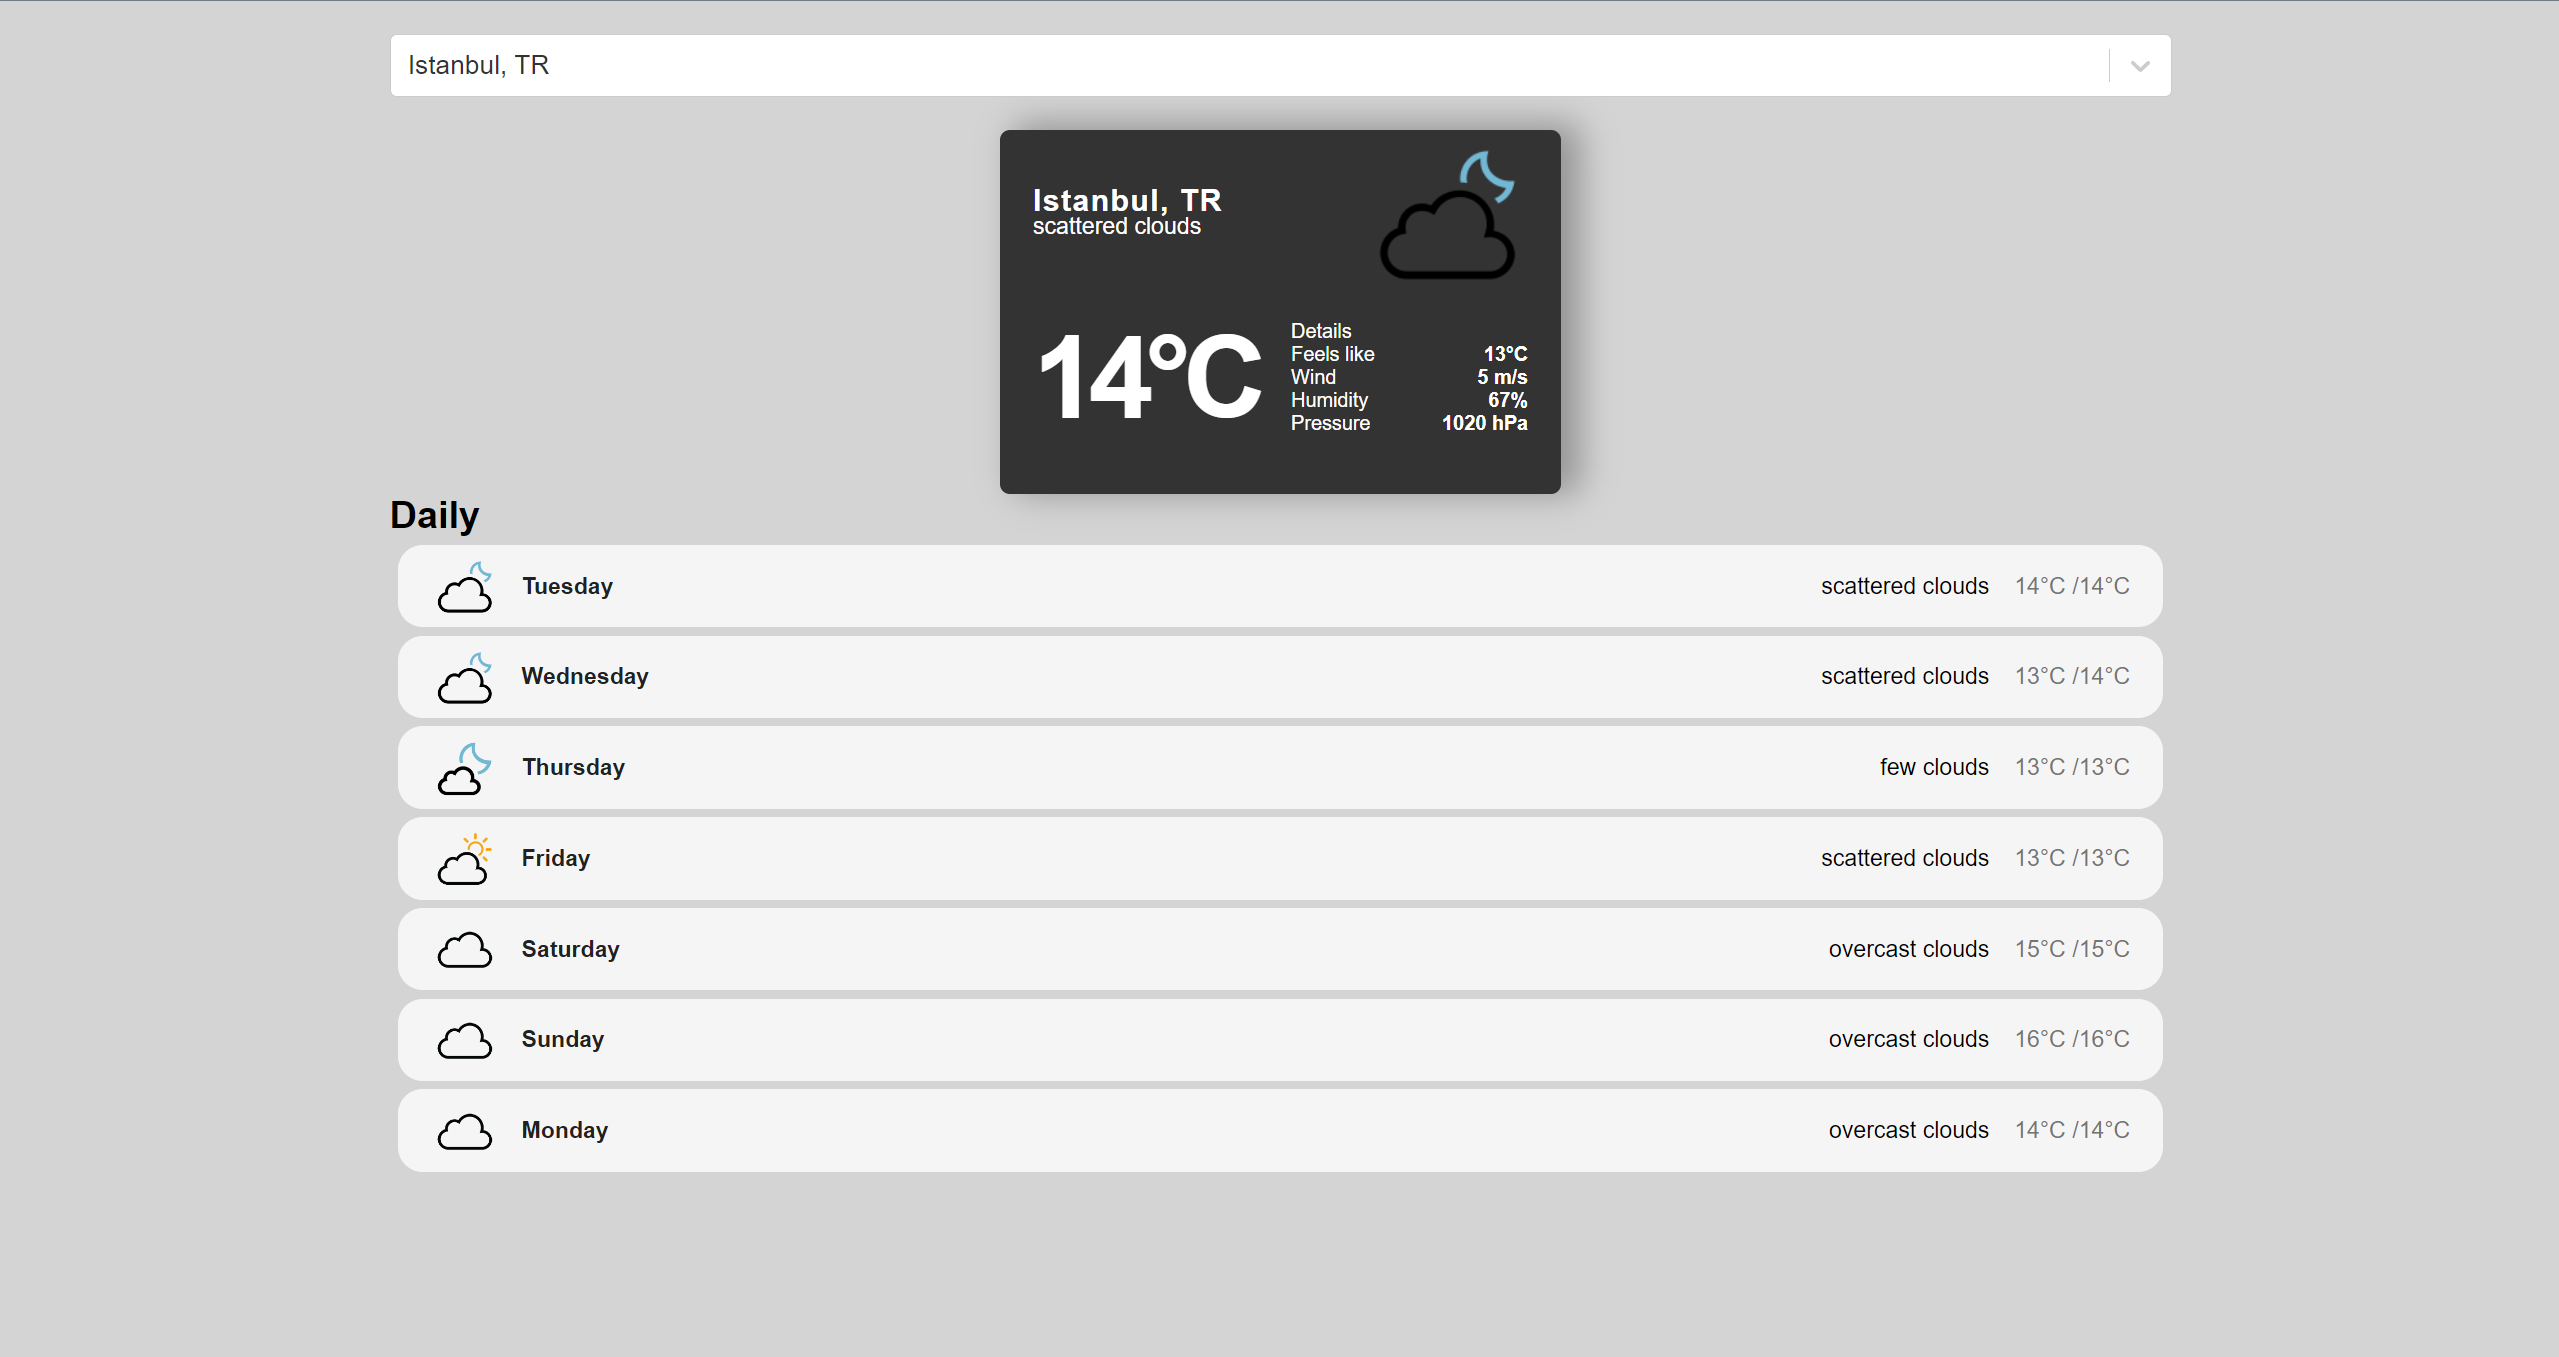 Istanbul, TR
Istanbul, TR
scattered clouds
14°C
Details
Feels like 13°C
Wind 5 m/s
Humidity 67%
Pressure 1020 hPa
Daily
Tuesday scattered clouds 14°C /14°C
Wednesday scattered clouds 13°C /14°C
Thursday few clouds 13°C /13°C
Friday scattered clouds 13°C /13°C
Saturday overcast clouds 15°C /15°C
Sunday overcast clouds 16°C /16°C
Monday overcast clouds 14°C /14°C